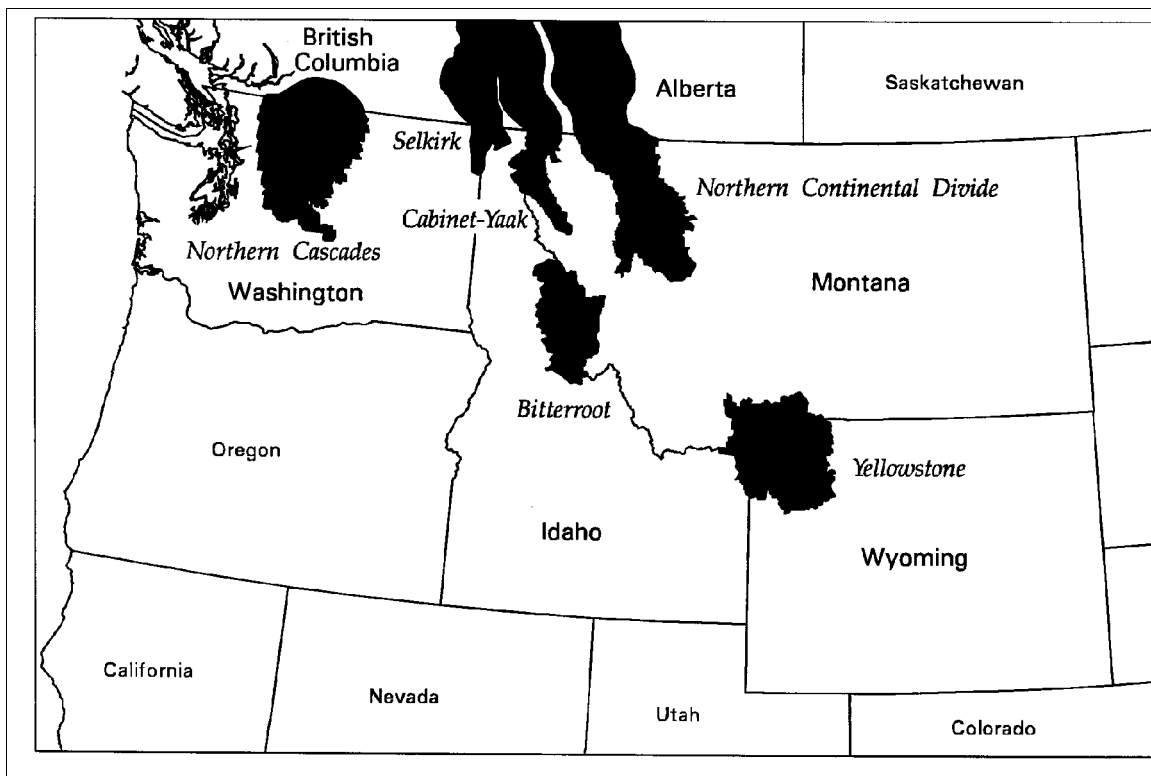 British
Columbia
Alberta
Saskatchewan
Selkirk
Northern Continental Divide
Cabinet-Yaak
Northern Cascades
Washington
Montana
Bitterroot
Oregon
Yellowstone
Idaho
Wyoming
California
Nevada
Utah
Colorado